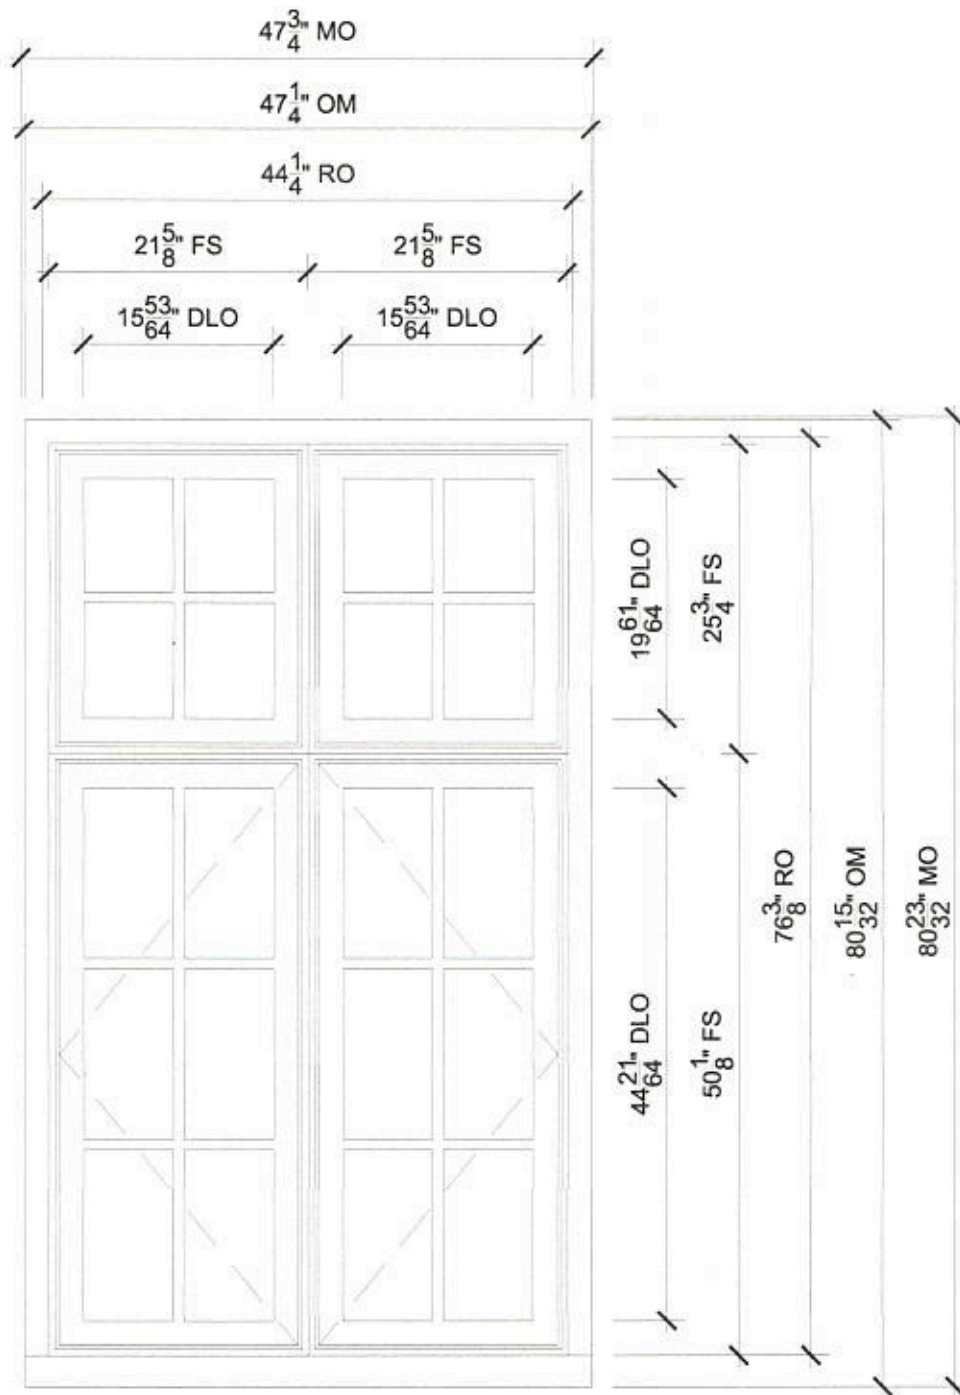 47 3/4" MO
47 1/4" OM
44 1/4" RO
21 5/8" FS 21 5/8" FS
15 53/64" DLO 15 53/64" DLO
19 61/64" DLO
25 3/4" FS
44 21/64" DLO
50 1/8" FS
76 3/8" RO
80 15/32" OM
80 23/32" MO